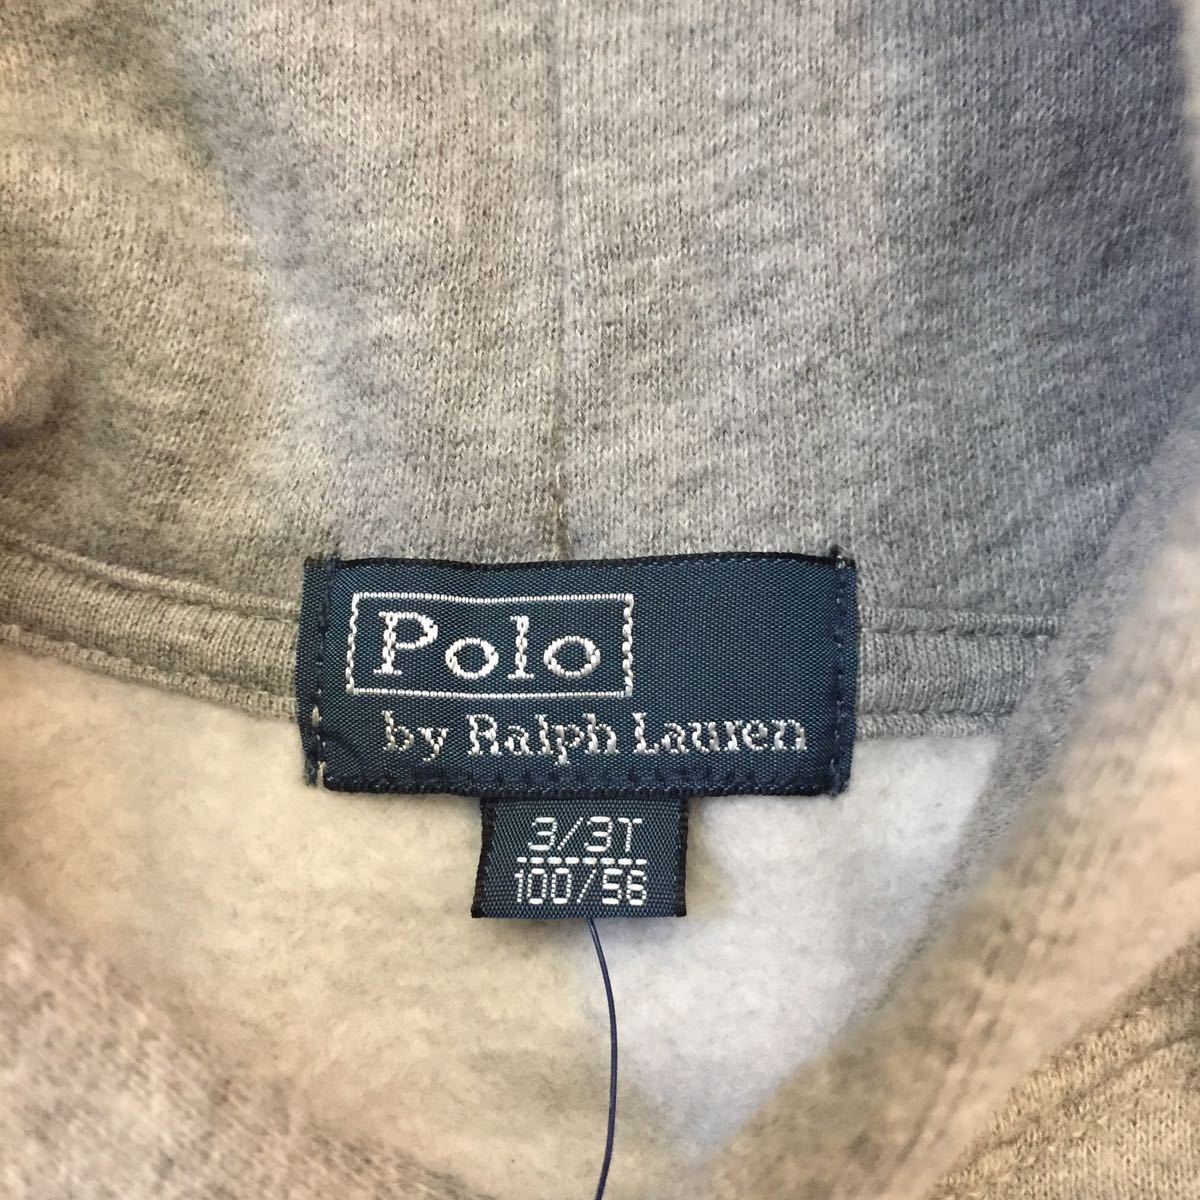 Polo
by Ralph Lauren
3/3T
100/56